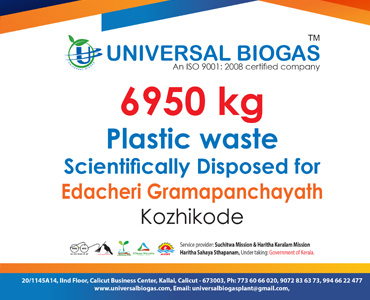 TM
UNIVERSAL BIOGAS
An ISO 9001: 2008 certified company
6950 kg
Plastic waste
Scientifically Disposed for
Edacheri Gramapanchayath
Kozhikode
Service provider: Suchitwa Mission & Haritha Keralam Mission
Haritha Sahaya Sthapanam, Under taking Government of Kerala.
20/1145A14, IInd Floor, Calicut Business Center, Kallai, Calicut - 673003, Ph: 773 60 66 020, 9072 83 63 73, 994 66 22 477
www.universalbiogas.com, Email: universalbiogasplant@gmail.com,